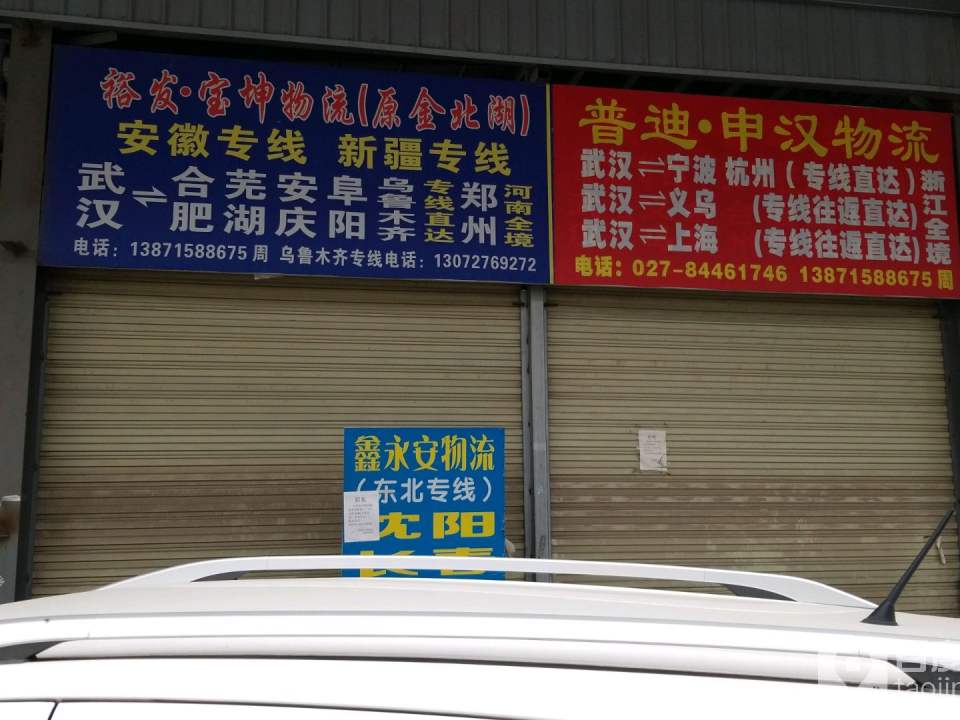 裕发·宝坤物流(原金北湖)
安徽专线 新疆专线
武汉⇌合肥 芜湖 安庆 阜阳 乌鲁木齐 专线直达 郑州 河南全境
电话：13871588675 周 乌鲁木齐专线电话：13072769272
普迪·申汉物流
武汉⇌宁波 杭州(专线直达)
武汉⇌义乌 (专线往返直达)
武汉⇌上海 (专线往返直达)
浙江全境
电话：027-84461746 13871588675 周
鑫永安物流
(东北专线)
沈阳
长春